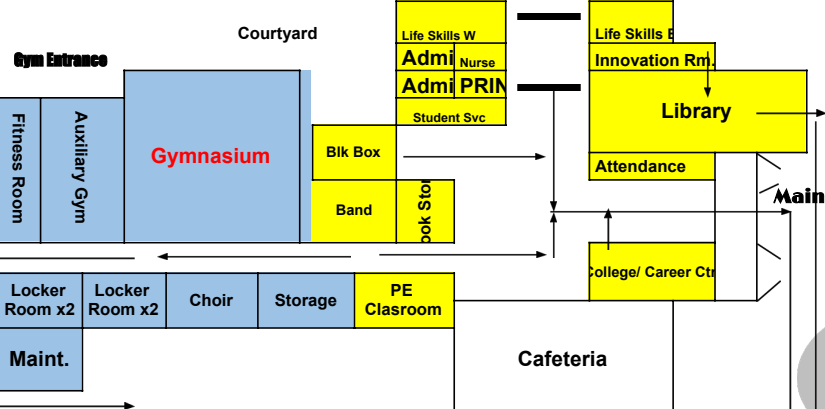 Courtyard
Life Skills W
Life Skills E
Gym Entrance
Admi
Nurse
Innovation Rm.
Admi
PRIN
Library
Student Svc
Fitness Room
Auxiliary Gym
Gymnasium
Blk Box
Attendance
Main
Band
ook Stor
College/ Career Ctr
Locker
Room x2
Locker
Room x2
Choir
Storage
PE
Clasroom
Maint.
Cafeteria